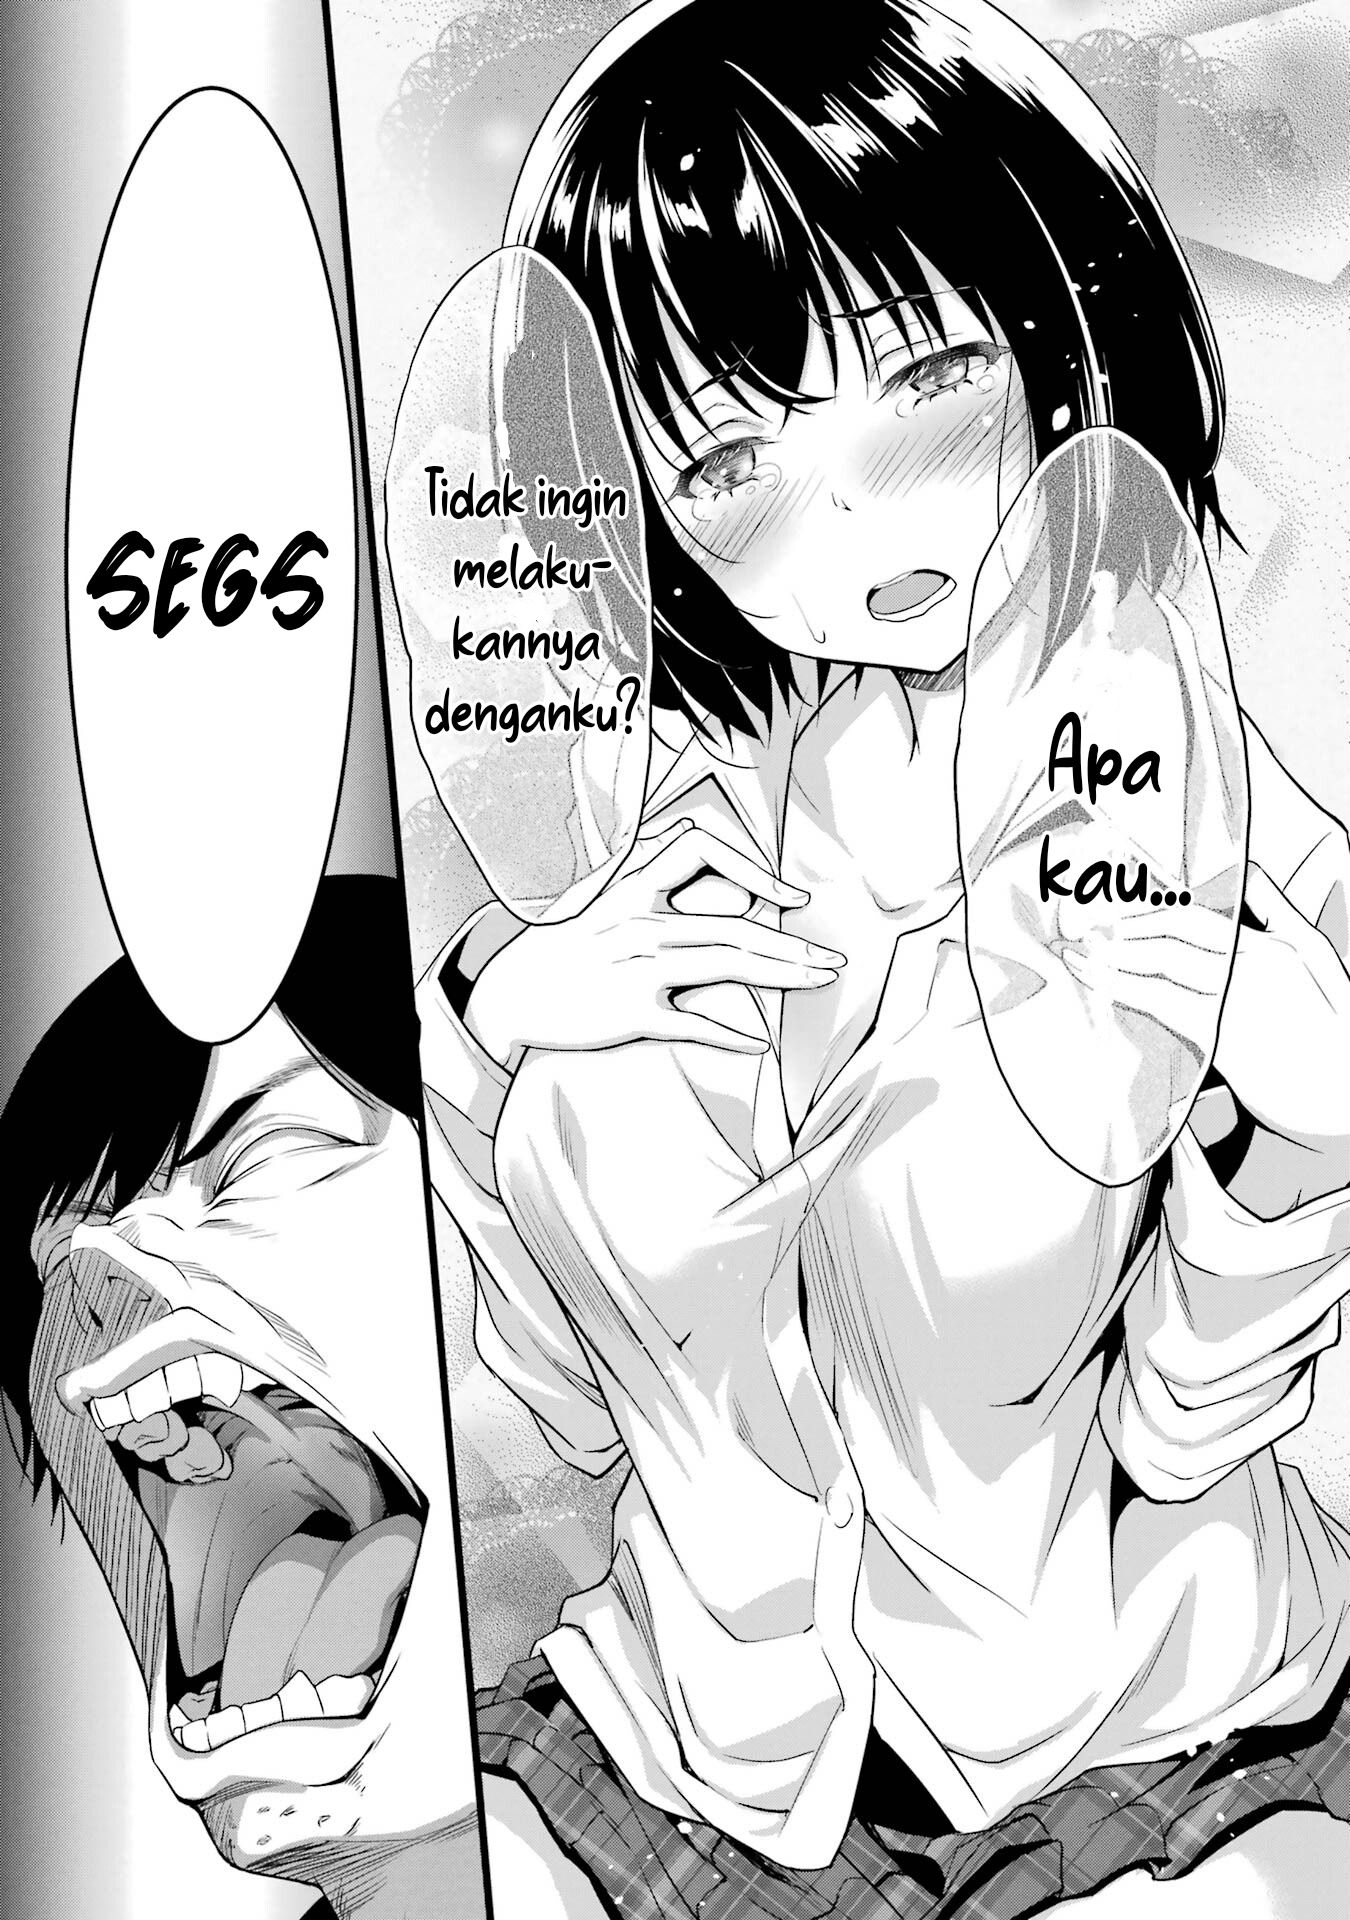 Apa
kau...
Tidak ingin
melaku-
kannya
denganku?
SEGS